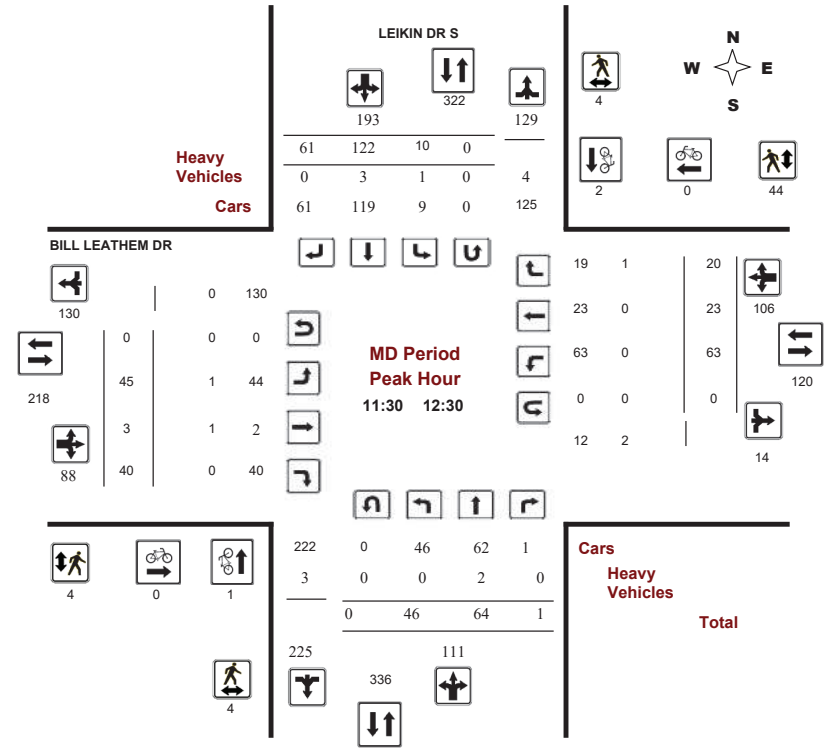 LEIKIN DR S
N
W E
S
322
4
193 129
61 122 10 0
Heavy
Vehicles
0 3 1 0 4
2 0 44
Cars 61 119 9 0 125
BILL LEATHEM DR
19 1 20
0 130
130
23 0 23 106
0 0 0
MD Period
63 0 63
Peak Hour
45 1 44
120
218
11:30 12:30
0 0 0
3 1 2
12 2
14
88 40 0 40
222 0 46 62 1 Cars
3 0 0 2 0 Heavy
Vehicles
4 0 1
0 46 64 1 Total
225 111
336
4